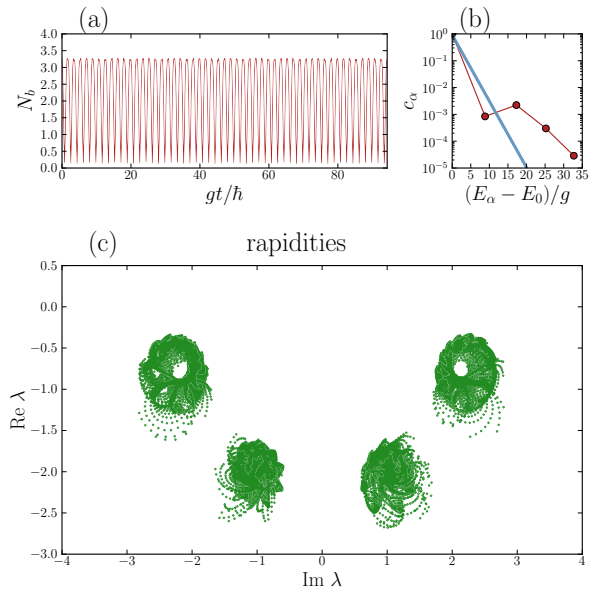 (a)
4.0
3.5
3.0
2.5
2.0
1.5
1.0
0.5
0.0
N_b
0 20 40 60 80
gt/ħ
(b)
10^0
10^−1
10^−2
10^−3
10^−4
10^−5
c_α
0 5 10 15 20 25 30 35
(E_α − E_0)/g
(c) rapidities
0.5
0.0
−0.5
−1.0
−1.5
−2.0
−2.5
−3.0
Re λ
−4 −3 −2 −1 0 1 2 3 4
Im λ